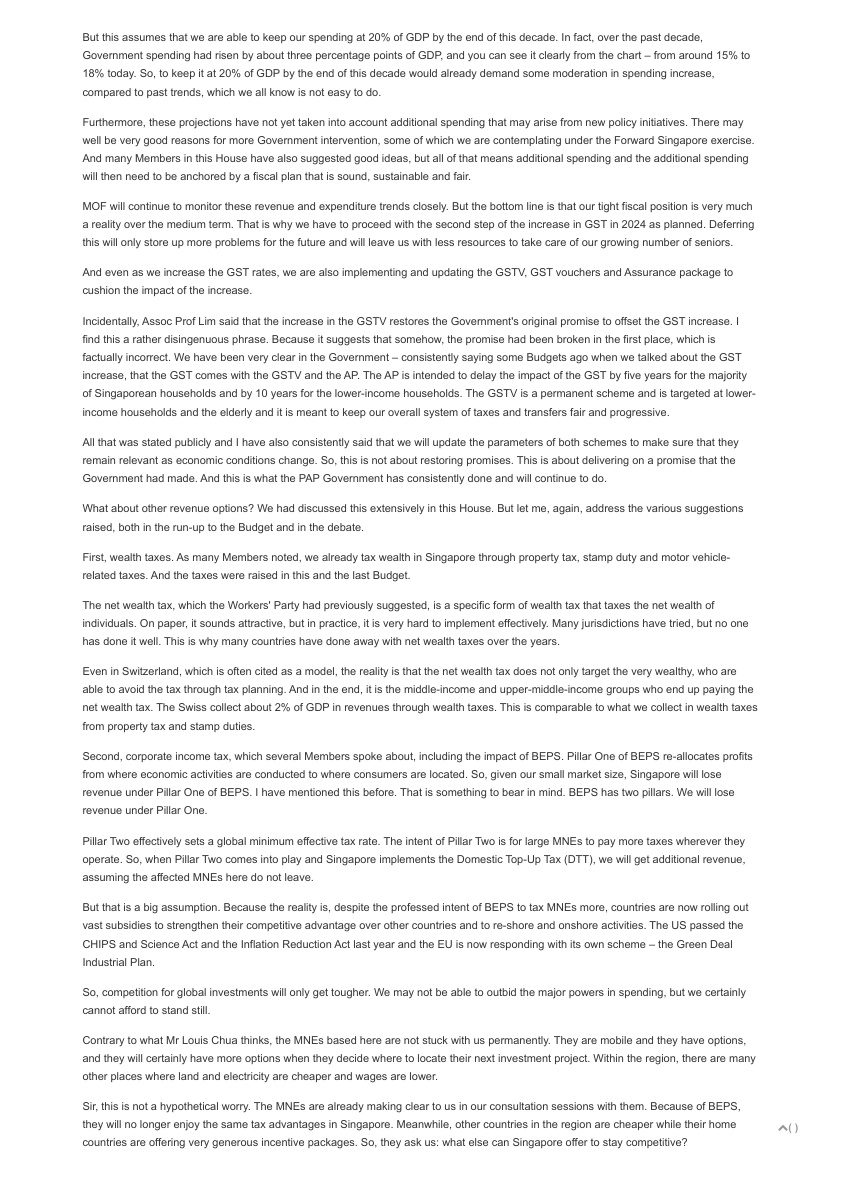 But this assumes that we are able to keep our spending at 20% of GDP by the end of this decade. In fact, over the past decade,
Government spending had risen by about three percentage points of GDP, and you can see it clearly from the chart – from around 15% to
18% today. So, to keep it at 20% of GDP by the end of this decade would already demand some moderation in spending increase,
compared to past trends, which we all know is not easy to do.
Furthermore, these projections have not yet taken into account additional spending that may arise from new policy initiatives. There may
well be very good reasons for more Government intervention, some of which we are contemplating under the Forward Singapore exercise.
And many Members in this House have also suggested good ideas, but all of that means additional spending and the additional spending
will then need to be anchored by a fiscal plan that is sound, sustainable and fair.
MOF will continue to monitor these revenue and expenditure trends closely. But the bottom line is that our tight fiscal position is very much
a reality over the medium term. That is why we have to proceed with the second step of the increase in GST in 2024 as planned. Deferring
this will only store up more problems for the future and will leave us with less resources to take care of our growing number of seniors.
And even as we increase the GST rates, we are also implementing and updating the GSTV, GST vouchers and Assurance package to
cushion the impact of the increase.
Incidentally, Assoc Prof Lim said that the increase in the GSTV restores the Government's original promise to offset the GST increase. I
find this a rather disingenuous phrase. Because it suggests that somehow, the promise had been broken in the first place, which is
factually incorrect. We have been very clear in the Government – consistently saying some Budgets ago when we talked about the GST
increase, that the GST comes with the GSTV and the AP. The AP is intended to delay the impact of the GST by five years for the majority
of Singaporean households and by 10 years for the lower-income households. The GSTV is a permanent scheme and is targeted at lower-
income households and the elderly and it is meant to keep our overall system of taxes and transfers fair and progressive.
All that was stated publicly and I have also consistently said that we will update the parameters of both schemes to make sure that they
remain relevant as economic conditions change. So, this is not about restoring promises. This is about delivering on a promise that the
Government had made. And this is what the PAP Government has consistently done and will continue to do.
What about other revenue options? We had discussed this extensively in this House. But let me, again, address the various suggestions
raised, both in the run-up to the Budget and in the debate.
First, wealth taxes. As many Members noted, we already tax wealth in Singapore through property tax, stamp duty and motor vehicle-
related taxes. And the taxes were raised in this and the last Budget.
The net wealth tax, which the Workers' Party had previously suggested, is a specific form of wealth tax that taxes the net wealth of
individuals. On paper, it sounds attractive, but in practice, it is very hard to implement effectively. Many jurisdictions have tried, but no one
has done it well. This is why many countries have done away with net wealth taxes over the years.
Even in Switzerland, which is often cited as a model, the reality is that the net wealth tax does not only target the very wealthy, who are
able to avoid the tax through tax planning. And in the end, it is the middle-income and upper-middle-income groups who end up paying the
net wealth tax. The Swiss collect about 2% of GDP in revenues through wealth taxes. This is comparable to what we collect in wealth taxes
from property tax and stamp duties.
Second, corporate income tax, which several Members spoke about, including the impact of BEPS. Pillar One of BEPS re-allocates profits
from where economic activities are conducted to where consumers are located. So, given our small market size, Singapore will lose
revenue under Pillar One of BEPS. I have mentioned this before. That is something to bear in mind. BEPS has two pillars. We will lose
revenue under Pillar One.
Pillar Two effectively sets a global minimum effective tax rate. The intent of Pillar Two is for large MNEs to pay more taxes wherever they
operate. So, when Pillar Two comes into play and Singapore implements the Domestic Top-Up Tax (DTT), we will get additional revenue,
assuming the affected MNEs here do not leave.
But that is a big assumption. Because the reality is, despite the professed intent of BEPS to tax MNEs more, countries are now rolling out
vast subsidies to strengthen their competitive advantage over other countries and to re-shore and onshore activities. The US passed the
CHIPS and Science Act and the Inflation Reduction Act last year and the EU is now responding with its own scheme – the Green Deal
Industrial Plan.
So, competition for global investments will only get tougher. We may not be able to outbid the major powers in spending, but we certainly
cannot afford to stand still.
Contrary to what Mr Louis Chua thinks, the MNEs based here are not stuck with us permanently. They are mobile and they have options,
and they will certainly have more options when they decide where to locate their next investment project. Within the region, there are many
other places where land and electricity are cheaper and wages are lower.
Sir, this is not a hypothetical worry. The MNEs are already making clear to us in our consultation sessions with them. Because of BEPS,
they will no longer enjoy the same tax advantages in Singapore. Meanwhile, other countries in the region are cheaper while their home
countries are offering very generous incentive packages. So, they ask us: what else can Singapore offer to stay competitive?
( )